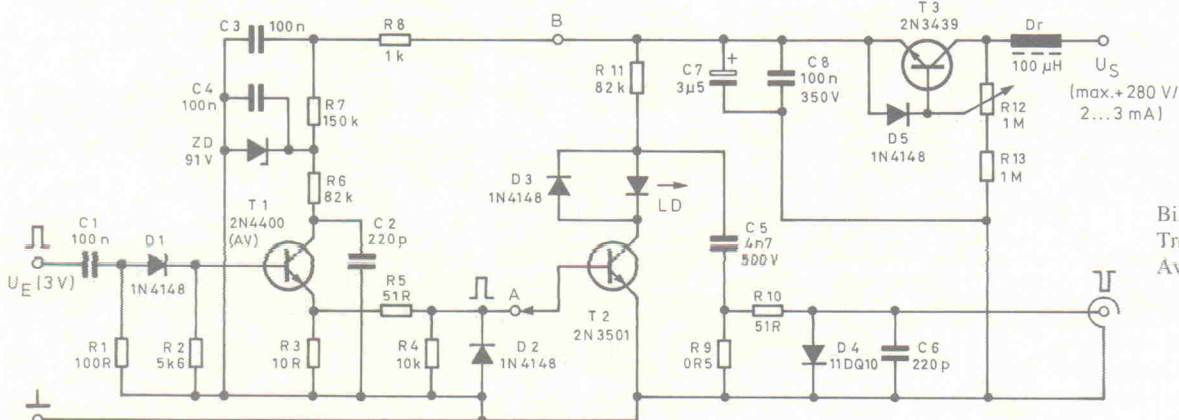 C3
100n
R8
1k
B
T3
2N3439
Dr
100 µH
U_S
(max.+280 V/
2...3 mA)
C4
100n
R7
150k
R11
82k
C7
3µ5
+
C8
100n
350V
R12
1M
D5
1N4148
R13
1M
ZD
91V
R6
82k
D3
1N4148
LD
T1
2N4400
(AV)
C2
220p
C5
4n7
500V
C1
100n
D1
1N4148
U_E (3V)
R5
51R
A
T2
2N3501
R10
51R
R1
100R
R2
5k6
R3
10R
R4
10k
D2
1N4148
R9
0R5
D4
11DQ10
C6
220p
Bi
Tr
Av